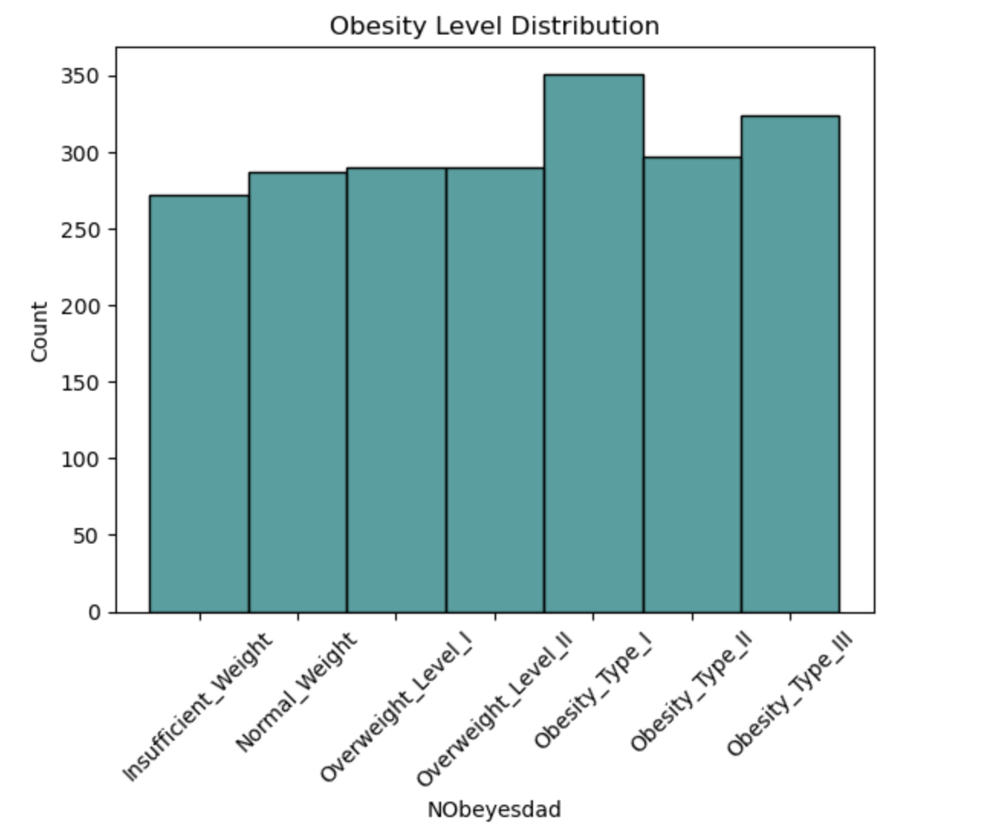 Obesity Level Distribution
350
300
250
200
150
100
50
0
Count
Insufficient_Weight
Normal_Weight
Overweight_Level_I
Overweight_Level_II
Obesity_Type_I
Obesity_Type_II
Obesity_Type_III
NObeyesdad